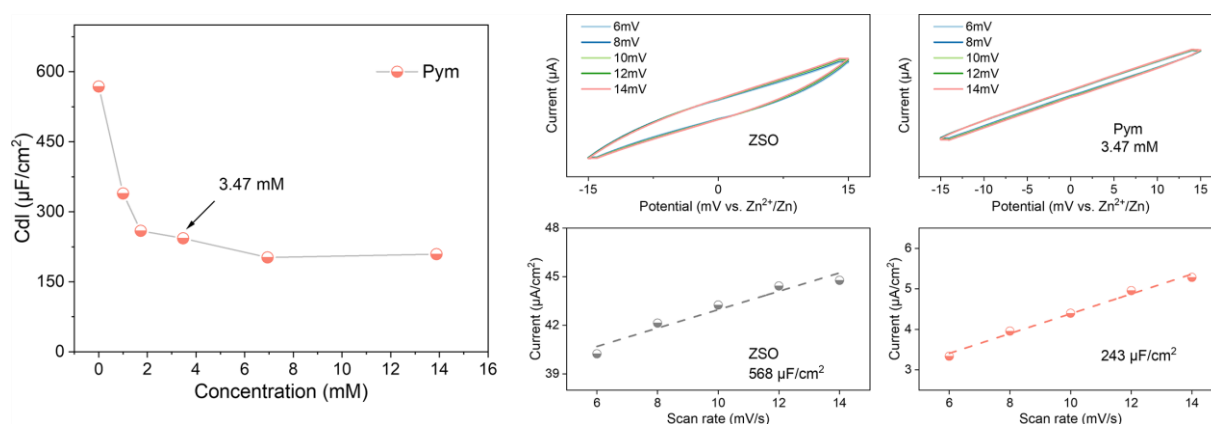 600
450
300
150
0
Cdl (μF/cm²)
0 2 4 6 8 10 12 14 16
Concentration (mM)
Pym
3.47 mM
6mV
8mV
10mV
12mV
14mV
Current (μA)
ZSO
-15 0 15
Potential (mV vs. Zn²⁺/Zn)
6mV
8mV
10mV
12mV
14mV
Current (μA)
Pym
3.47 mM
-15 -10 -5 0 5 10 15
Potential (mV vs. Zn²⁺/Zn)
48
45
42
39
Current (μA/cm²)
ZSO
568 μF/cm²
6 8 10 12 14
Scan rate (mV/s)
6
5
4
3
Current (μA/cm²)
243 μF/cm²
6 8 10 12 14
Scan rate (mV/s)